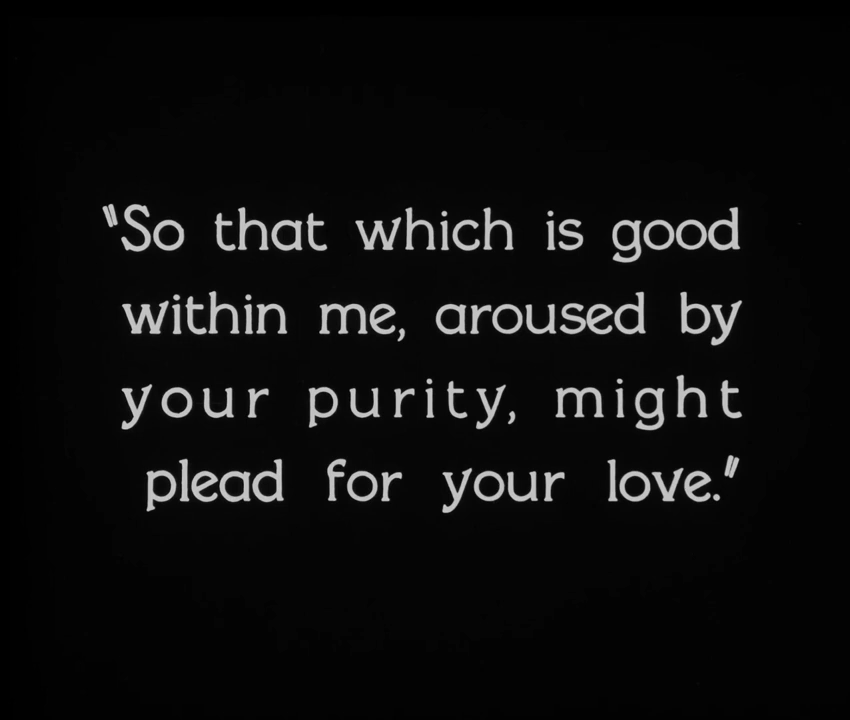 "So that which is good
within me, aroused by
your purity, might
plead for your love."